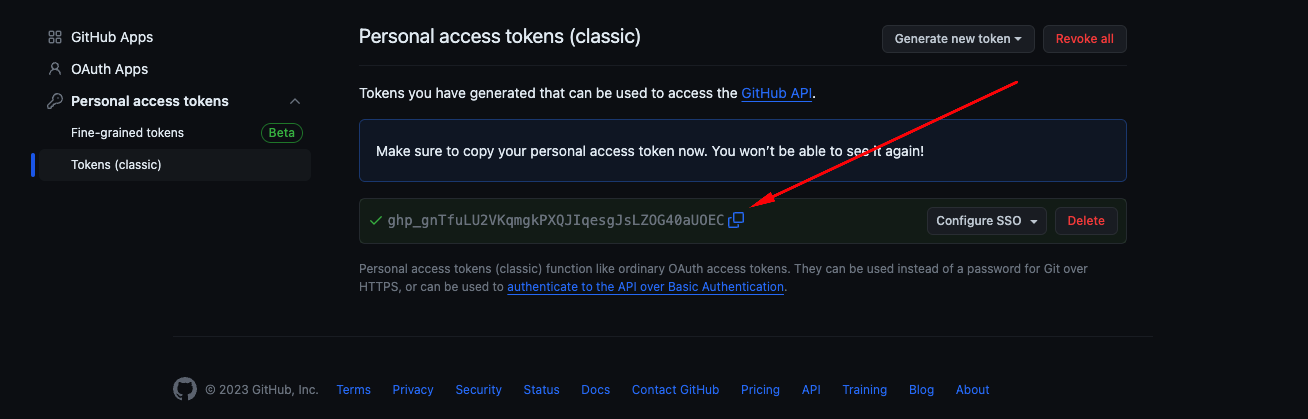 GitHub Apps
OAuth Apps
Personal access tokens
Fine-grained tokens Beta
Tokens (classic)
Personal access tokens (classic)
Generate new token
Revoke all
Tokens you have generated that can be used to access the GitHub API.
Make sure to copy your personal access token now. You won't be able to see it again!
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
Configure SSO
Delete
Personal access tokens (classic) function like ordinary OAuth access tokens. They can be used instead of a password for Git over
HTTPS, or can be used to authenticate to the API over Basic Authentication.
© 2023 GitHub, Inc. Terms Privacy Security Status Docs Contact GitHub Pricing API Training Blog About